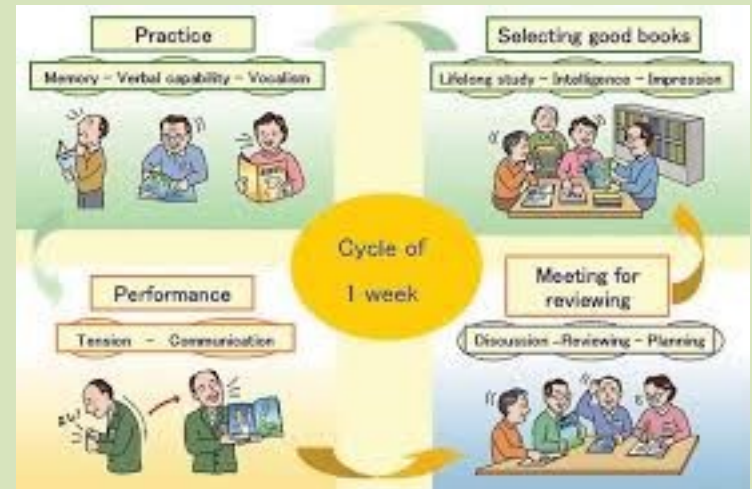 Practice
Memory - Verbal capability - Vocalism
Selecting good books
Lifelong study - Intelligence - Impression
Cycle of
1 week
Performance
Tension - Communication
Meeting for
reviewing
Discussion -Reviewing - Planning